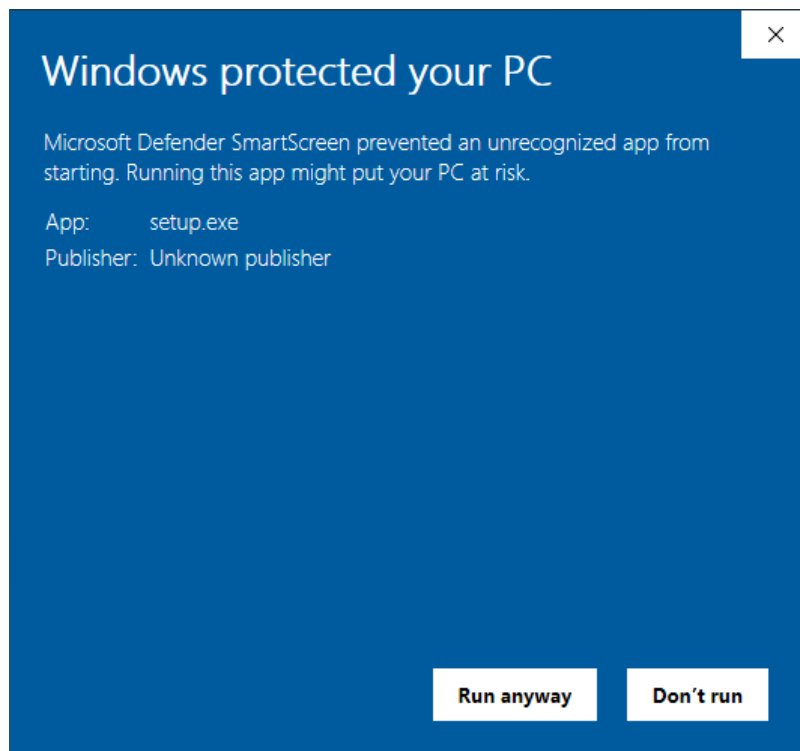 Windows protected your PC
Microsoft Defender SmartScreen prevented an unrecognized app from
starting. Running this app might put your PC at risk.
App: setup.exe
Publisher: Unknown publisher
Run anyway Don’t run